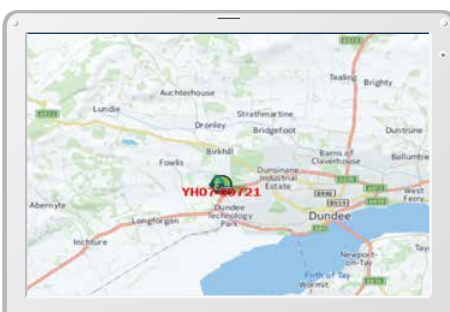 Tealing
Brighty
Auchterhouse
Lundie
Strathmartine
Dronley
Bridgefoot
Duntrune
Birkhill
Barns of
Claverhouse
Ballumbie
Fowlis
Dunsinane
Industrial
Estate
West
Ferry
Abernyte
Longforgan
Dundee
Technology
Park
Dundee
Inchture
Newport-
on-Tay
Tay
Firth of Tay
Wormit